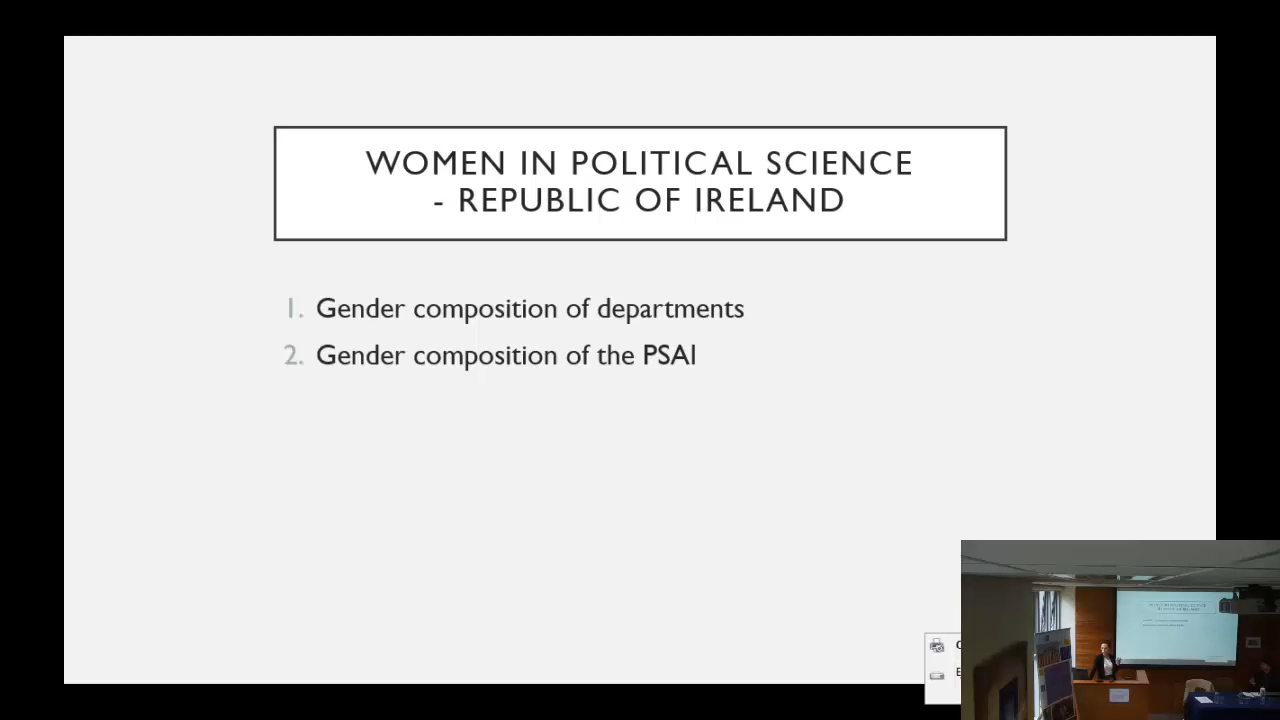 WOMEN IN POLITICAL SCIENCE
- REPUBLIC OF IRELAND
1. Gender composition of departments
2. Gender composition of the PSAI